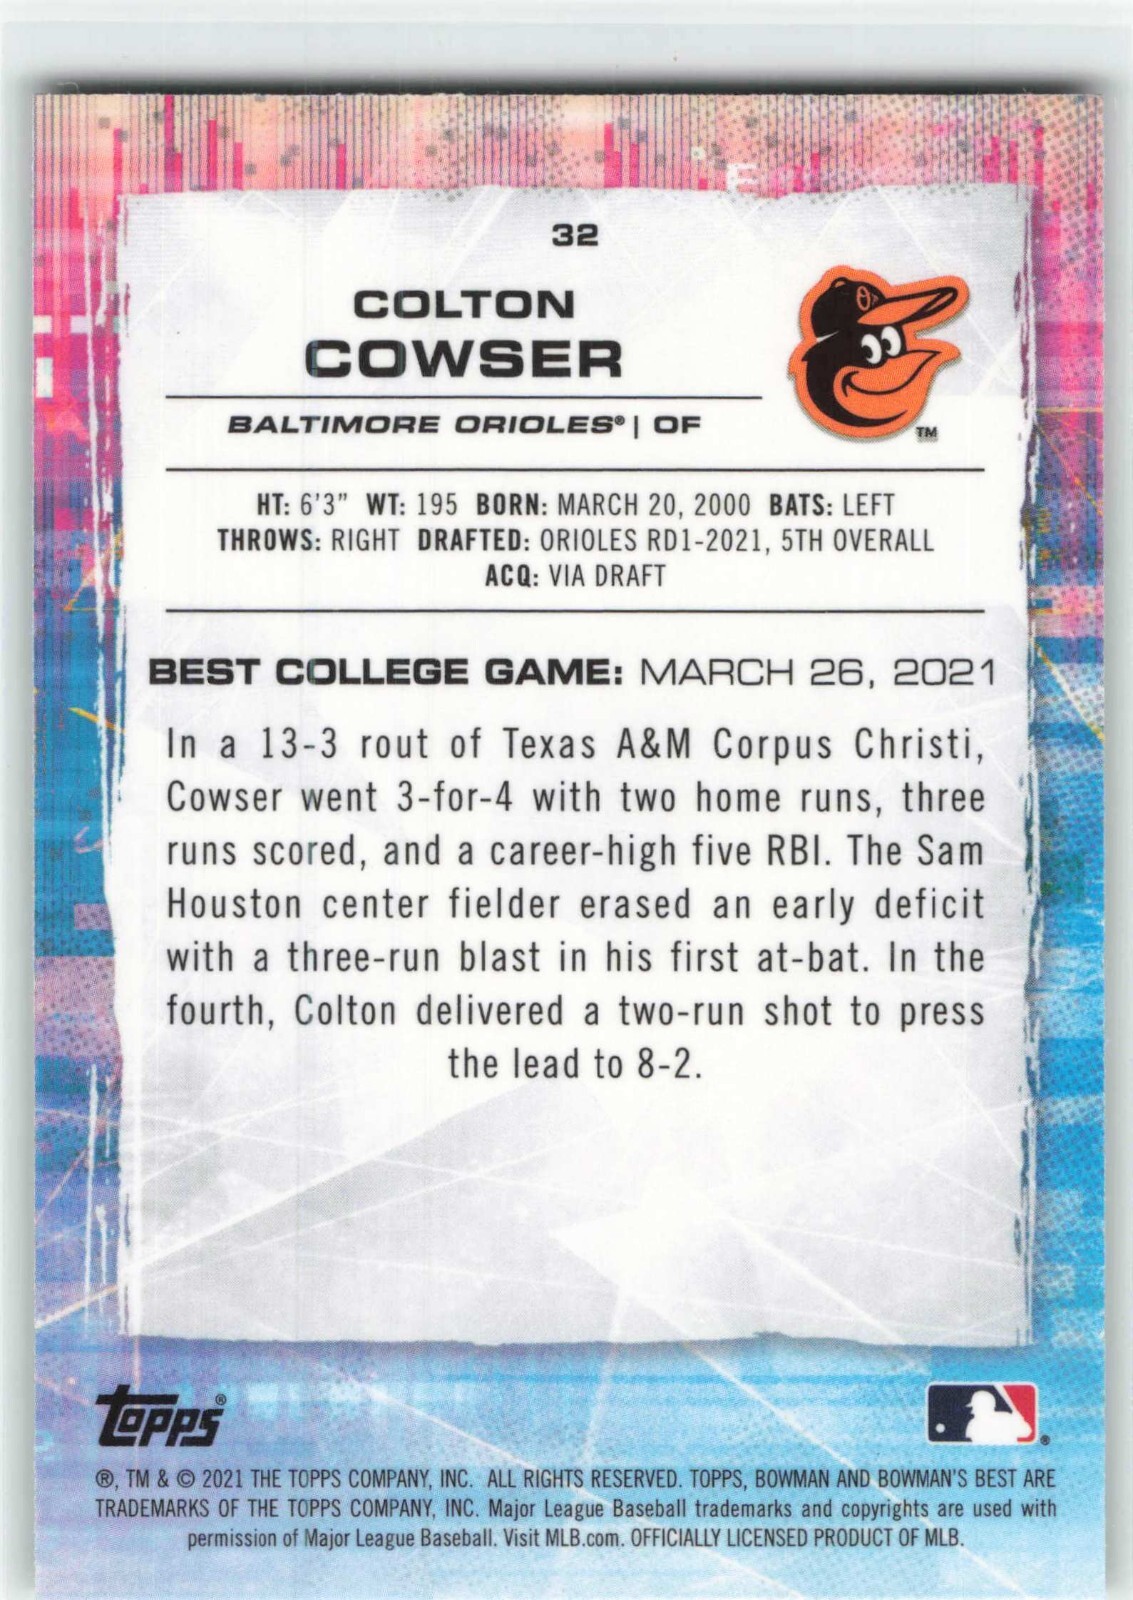 32
COLTON
COWSER
BALTIMORE ORIOLES® | OF
TM
HT: 6'3" WT: 195 BORN: MARCH 20, 2000 BATS: LEFT
THROWS: RIGHT DRAFTED: ORIOLES RD1-2021, 5TH OVERALL
ACQ: VIA DRAFT
BEST COLLEGE GAME: MARCH 26, 2021
In a 13-3 rout of Texas A&M Corpus Christi,
Cowser went 3-for-4 with two home runs, three
runs scored, and a career-high five RBI. The Sam
Houston center fielder erased an early deficit
with a three-run blast in his first at-bat. In the
fourth, Colton delivered a two-run shot to press
the lead to 8-2.
Topps®
®, TM & © 2021 THE TOPPS COMPANY, INC. ALL RIGHTS RESERVED. TOPPS, BOWMAN AND BOWMAN'S BEST ARE
TRADEMARKS OF THE TOPPS COMPANY, INC. Major League Baseball trademarks and copyrights are used with
permission of Major League Baseball. Visit MLB.com. OFFICIALLY LICENSED PRODUCT OF MLB.